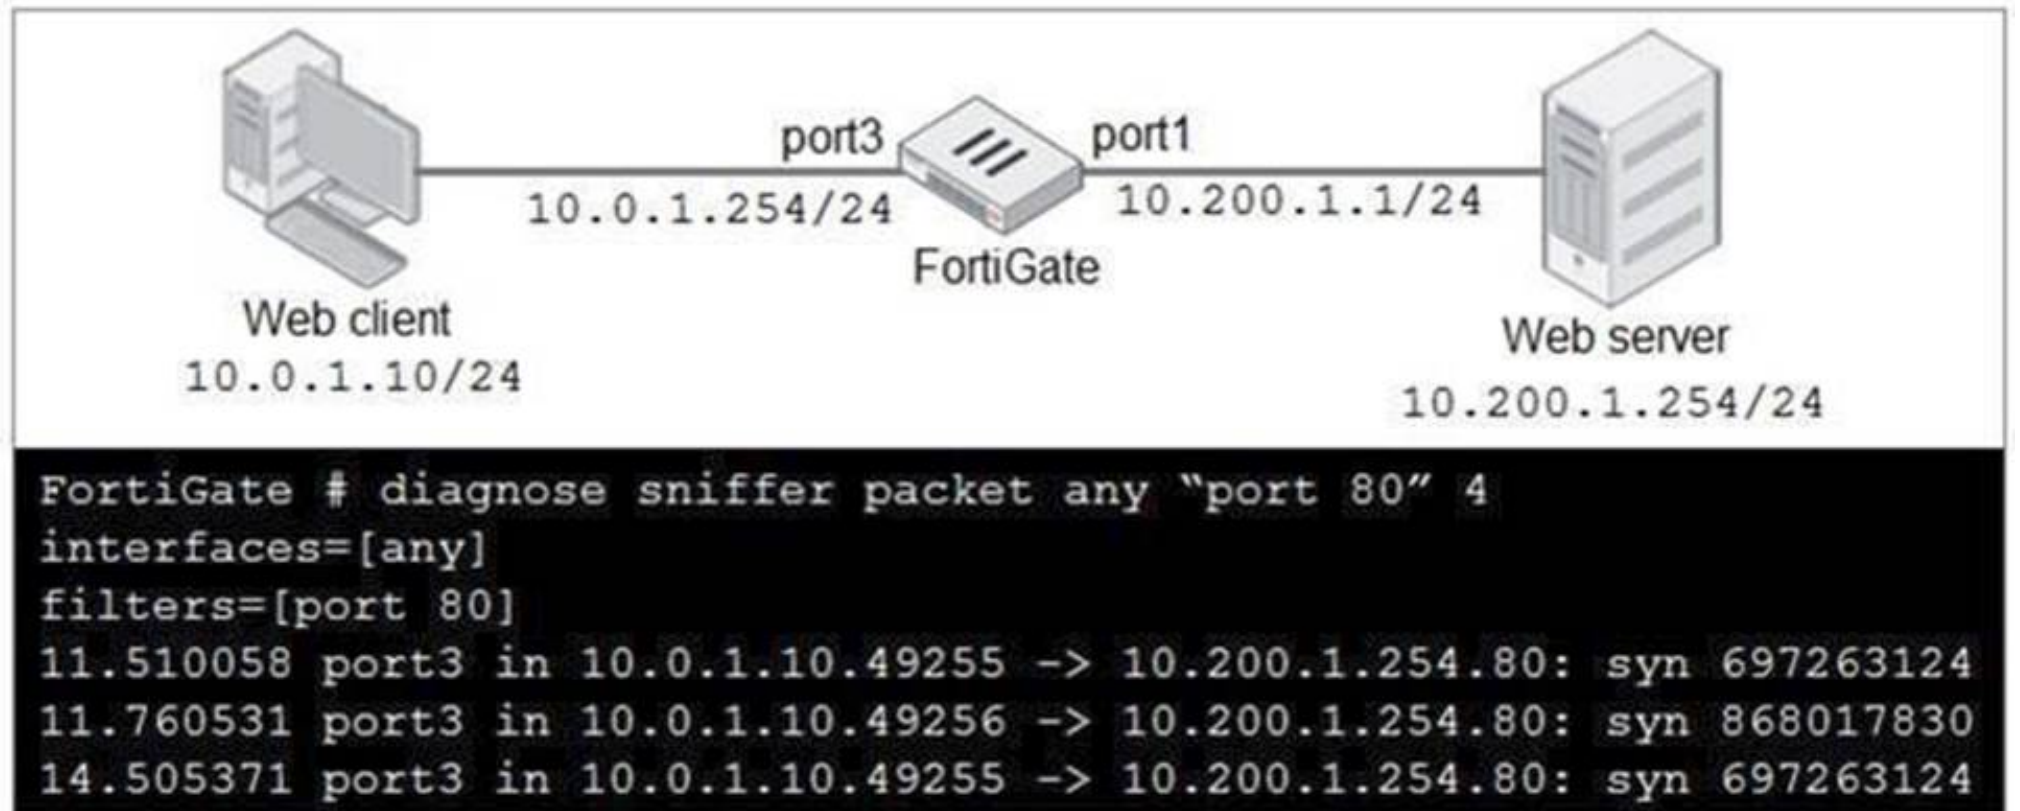 port3
port1
10.0.1.254/24
10.200.1.1/24
FortiGate
Web client
10.0.1.10/24
Web server
10.200.1.254/24
FortiGate # diagnose sniffer packet any “port 80” 4
interfaces=[any]
filters=[port 80]
11.510058 port3 in 10.0.1.10.49255 -> 10.200.1.254.80: syn 697263124
11.760531 port3 in 10.0.1.10.49256 -> 10.200.1.254.80: syn 868017830
14.505371 port3 in 10.0.1.10.49255 -> 10.200.1.254.80: syn 697263124